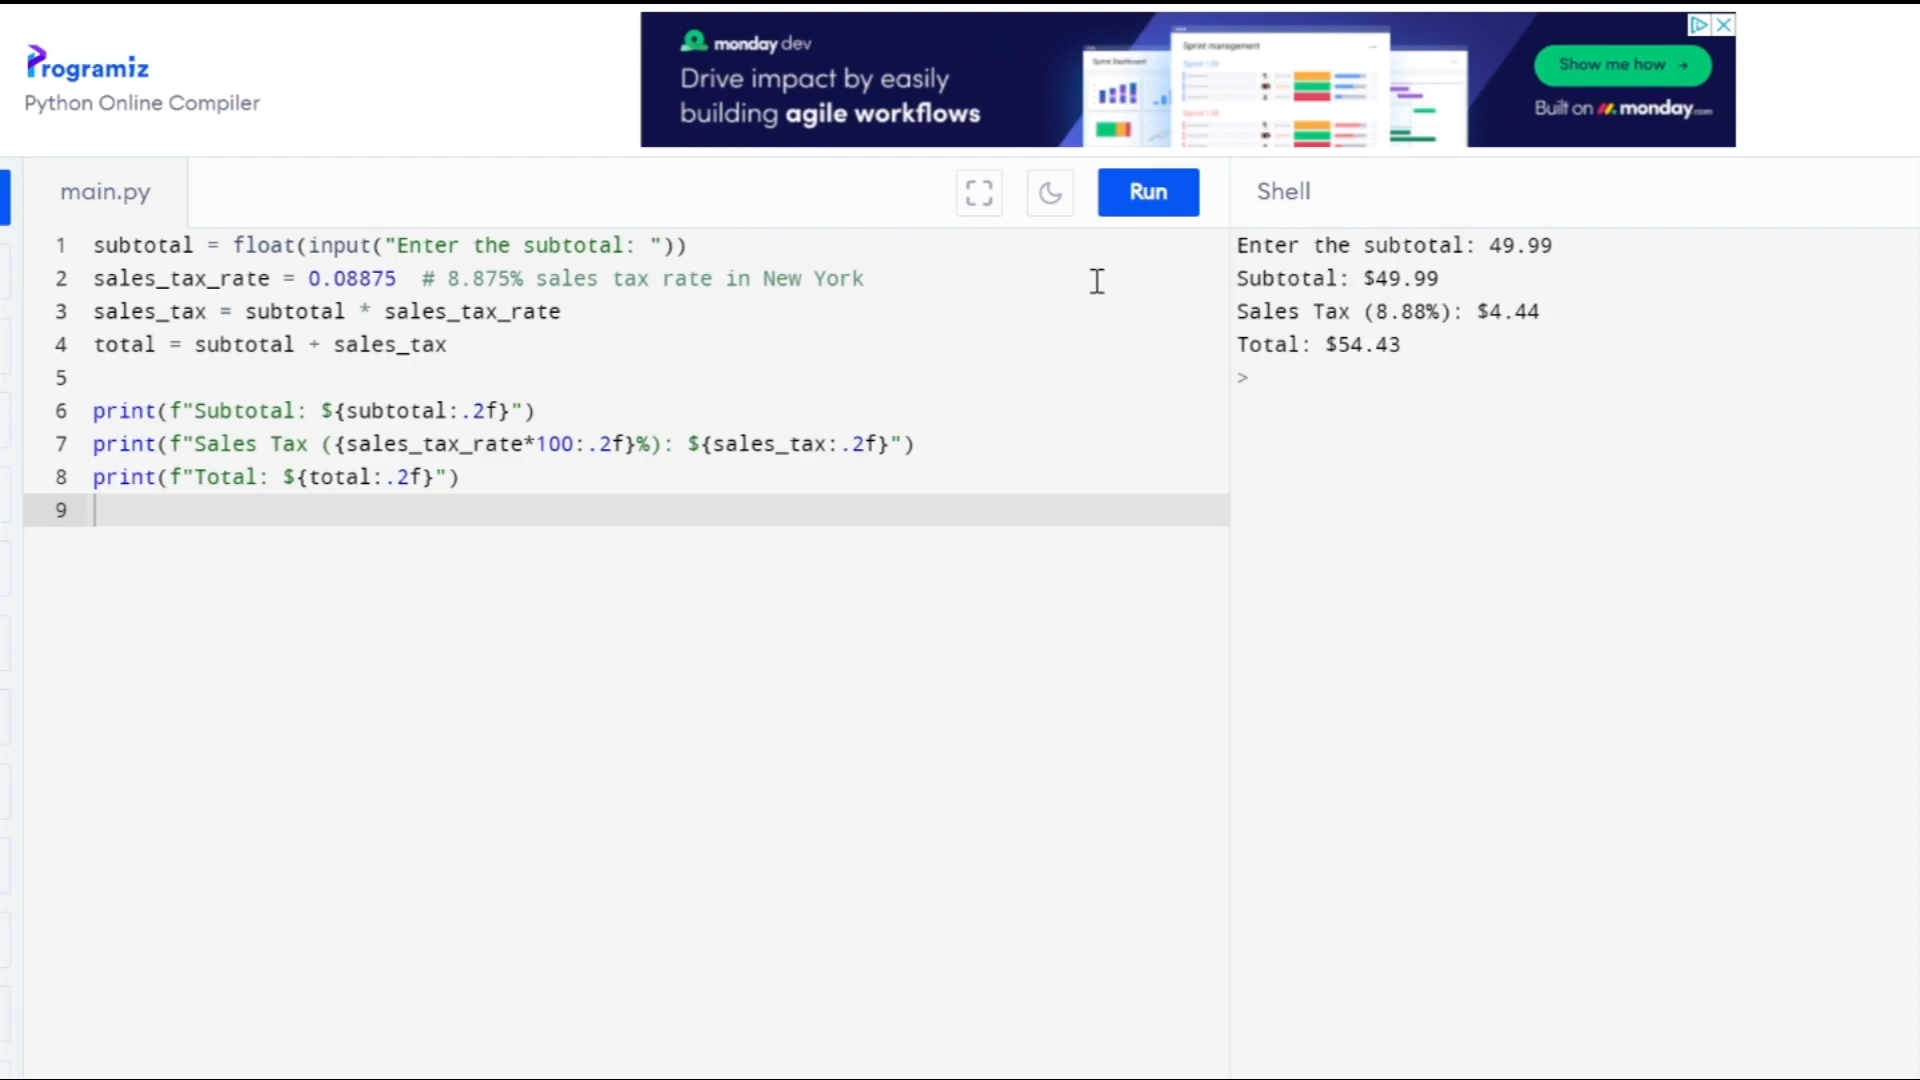 Programiz
Python Online Compiler
monday dev
Drive impact by easily
building agile workflows
Sprint Dashboard
Sprint management
Show me how →
Built on monday.com
main.py
Run
Shell
1 subtotal = float(input("Enter the subtotal: "))
2 sales_tax_rate = 0.08875  # 8.875% sales tax rate in New York
3 sales_tax = subtotal * sales_tax_rate
4 total = subtotal + sales_tax
5
6 print(f"Subtotal: ${subtotal:.2f}")
7 print(f"Sales Tax ({sales_tax_rate*100:.2f}%): ${sales_tax:.2f}")
8 print(f"Total: ${total:.2f}")
9
Enter the subtotal: 49.99
Subtotal: $49.99
Sales Tax (8.88%): $4.44
Total: $54.43
>